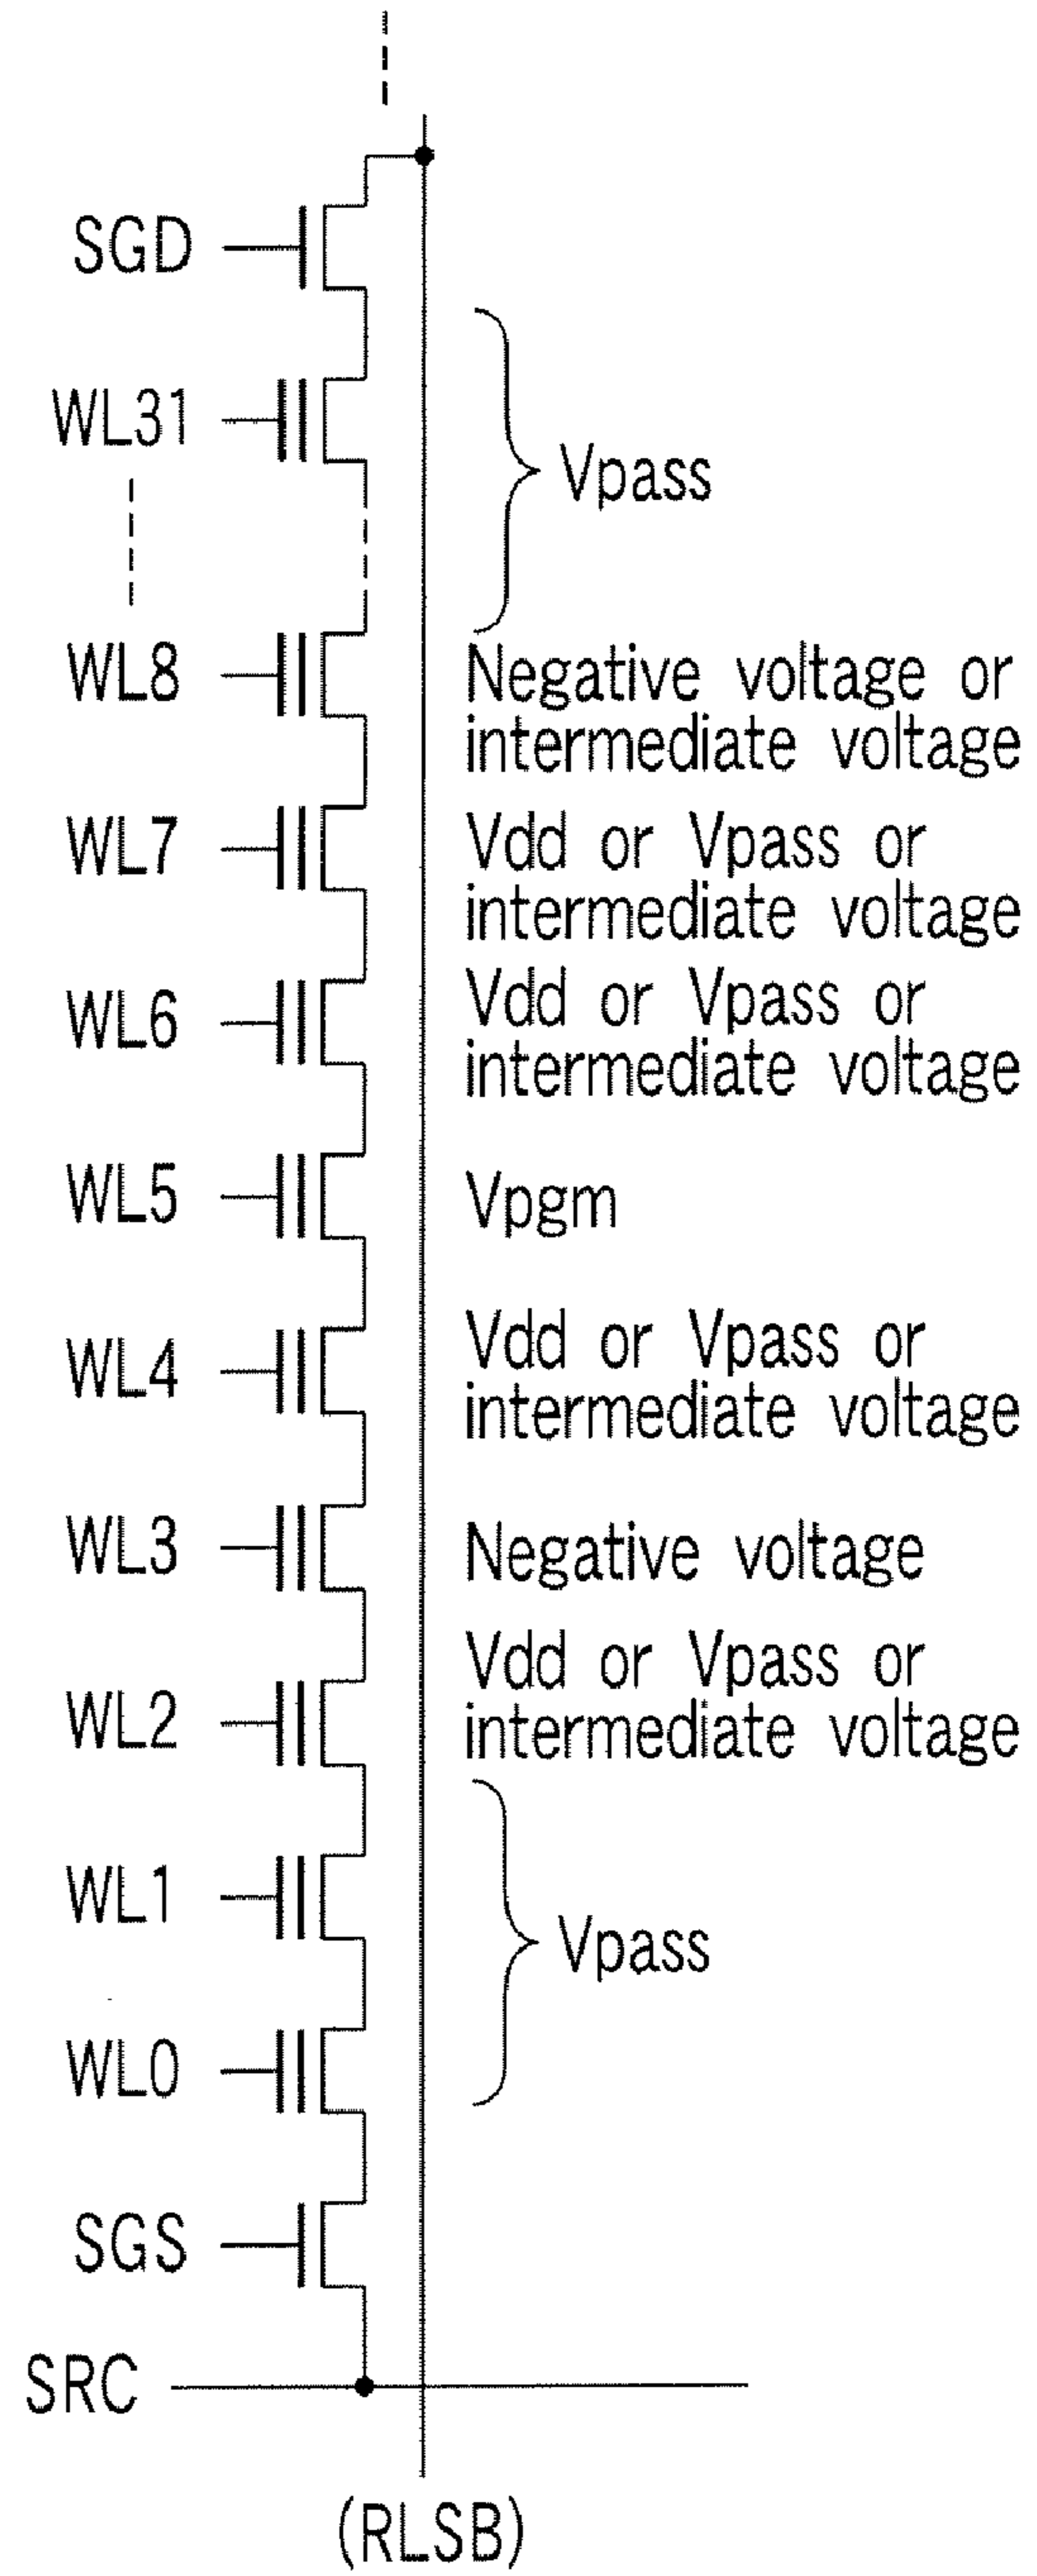 SGD
WL31
Vpass
WL8
Negative voltage or
intermediate voltage
WL7
Vdd or Vpass or
intermediate voltage
WL6
Vdd or Vpass or
intermediate voltage
WL5
Vpgm
WL4
Vdd or Vpass or
intermediate voltage
WL3
Negative voltage
WL2
Vdd or Vpass or
intermediate voltage
WL1
Vpass
WL0
SGS
SRC
(RLSB)